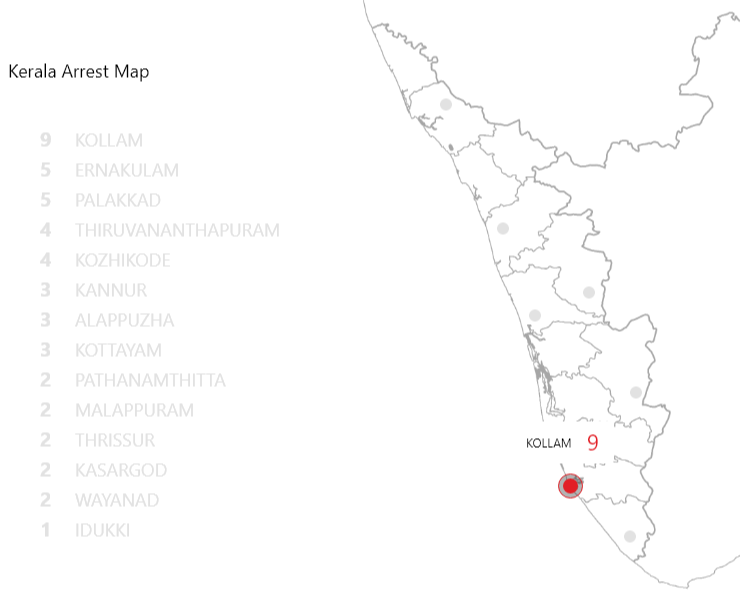 Kerala Arrest Map
9 KOLLAM
5 ERNAKULAM
5 PALAKKAD
4 THIRUVANANTHAPURAM
4 KOZHIKODE
3 KANNUR
3 ALAPPUZHA
3 KOTTAYAM
2 PATHANAMTHITTA
2 MALAPPURAM
2 THRISSUR
2 KASARGOD
2 WAYANAD
1 IDUKKI
KOLLAM 9